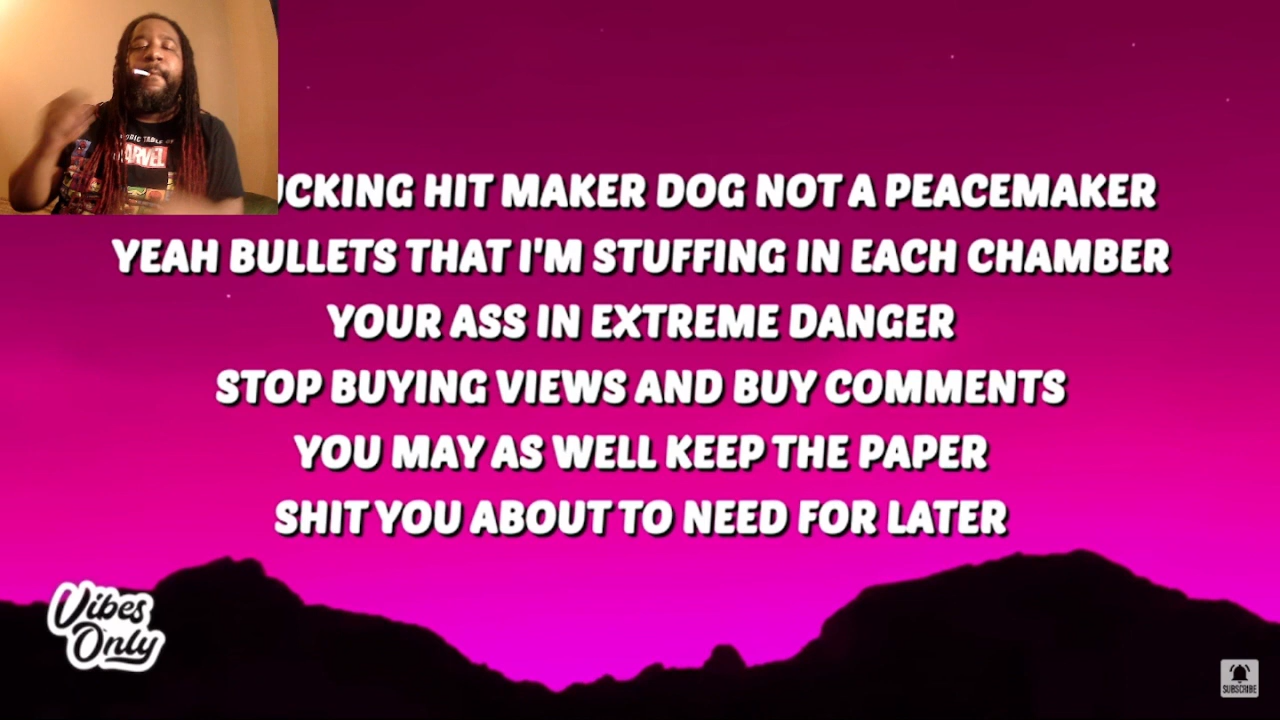 MARVEL
UCKING HIT MAKER DOG NOT A PEACEMAKER
YEAH BULLETS THAT I'M STUFFING IN EACH CHAMBER
YOUR ASS IN EXTREME DANGER
STOP BUYING VIEWS AND BUY COMMENTS
YOU MAY AS WELL KEEP THE PAPER
SHIT YOU ABOUT TO NEED FOR LATER
Vibes
Only
SUBSCRIBE